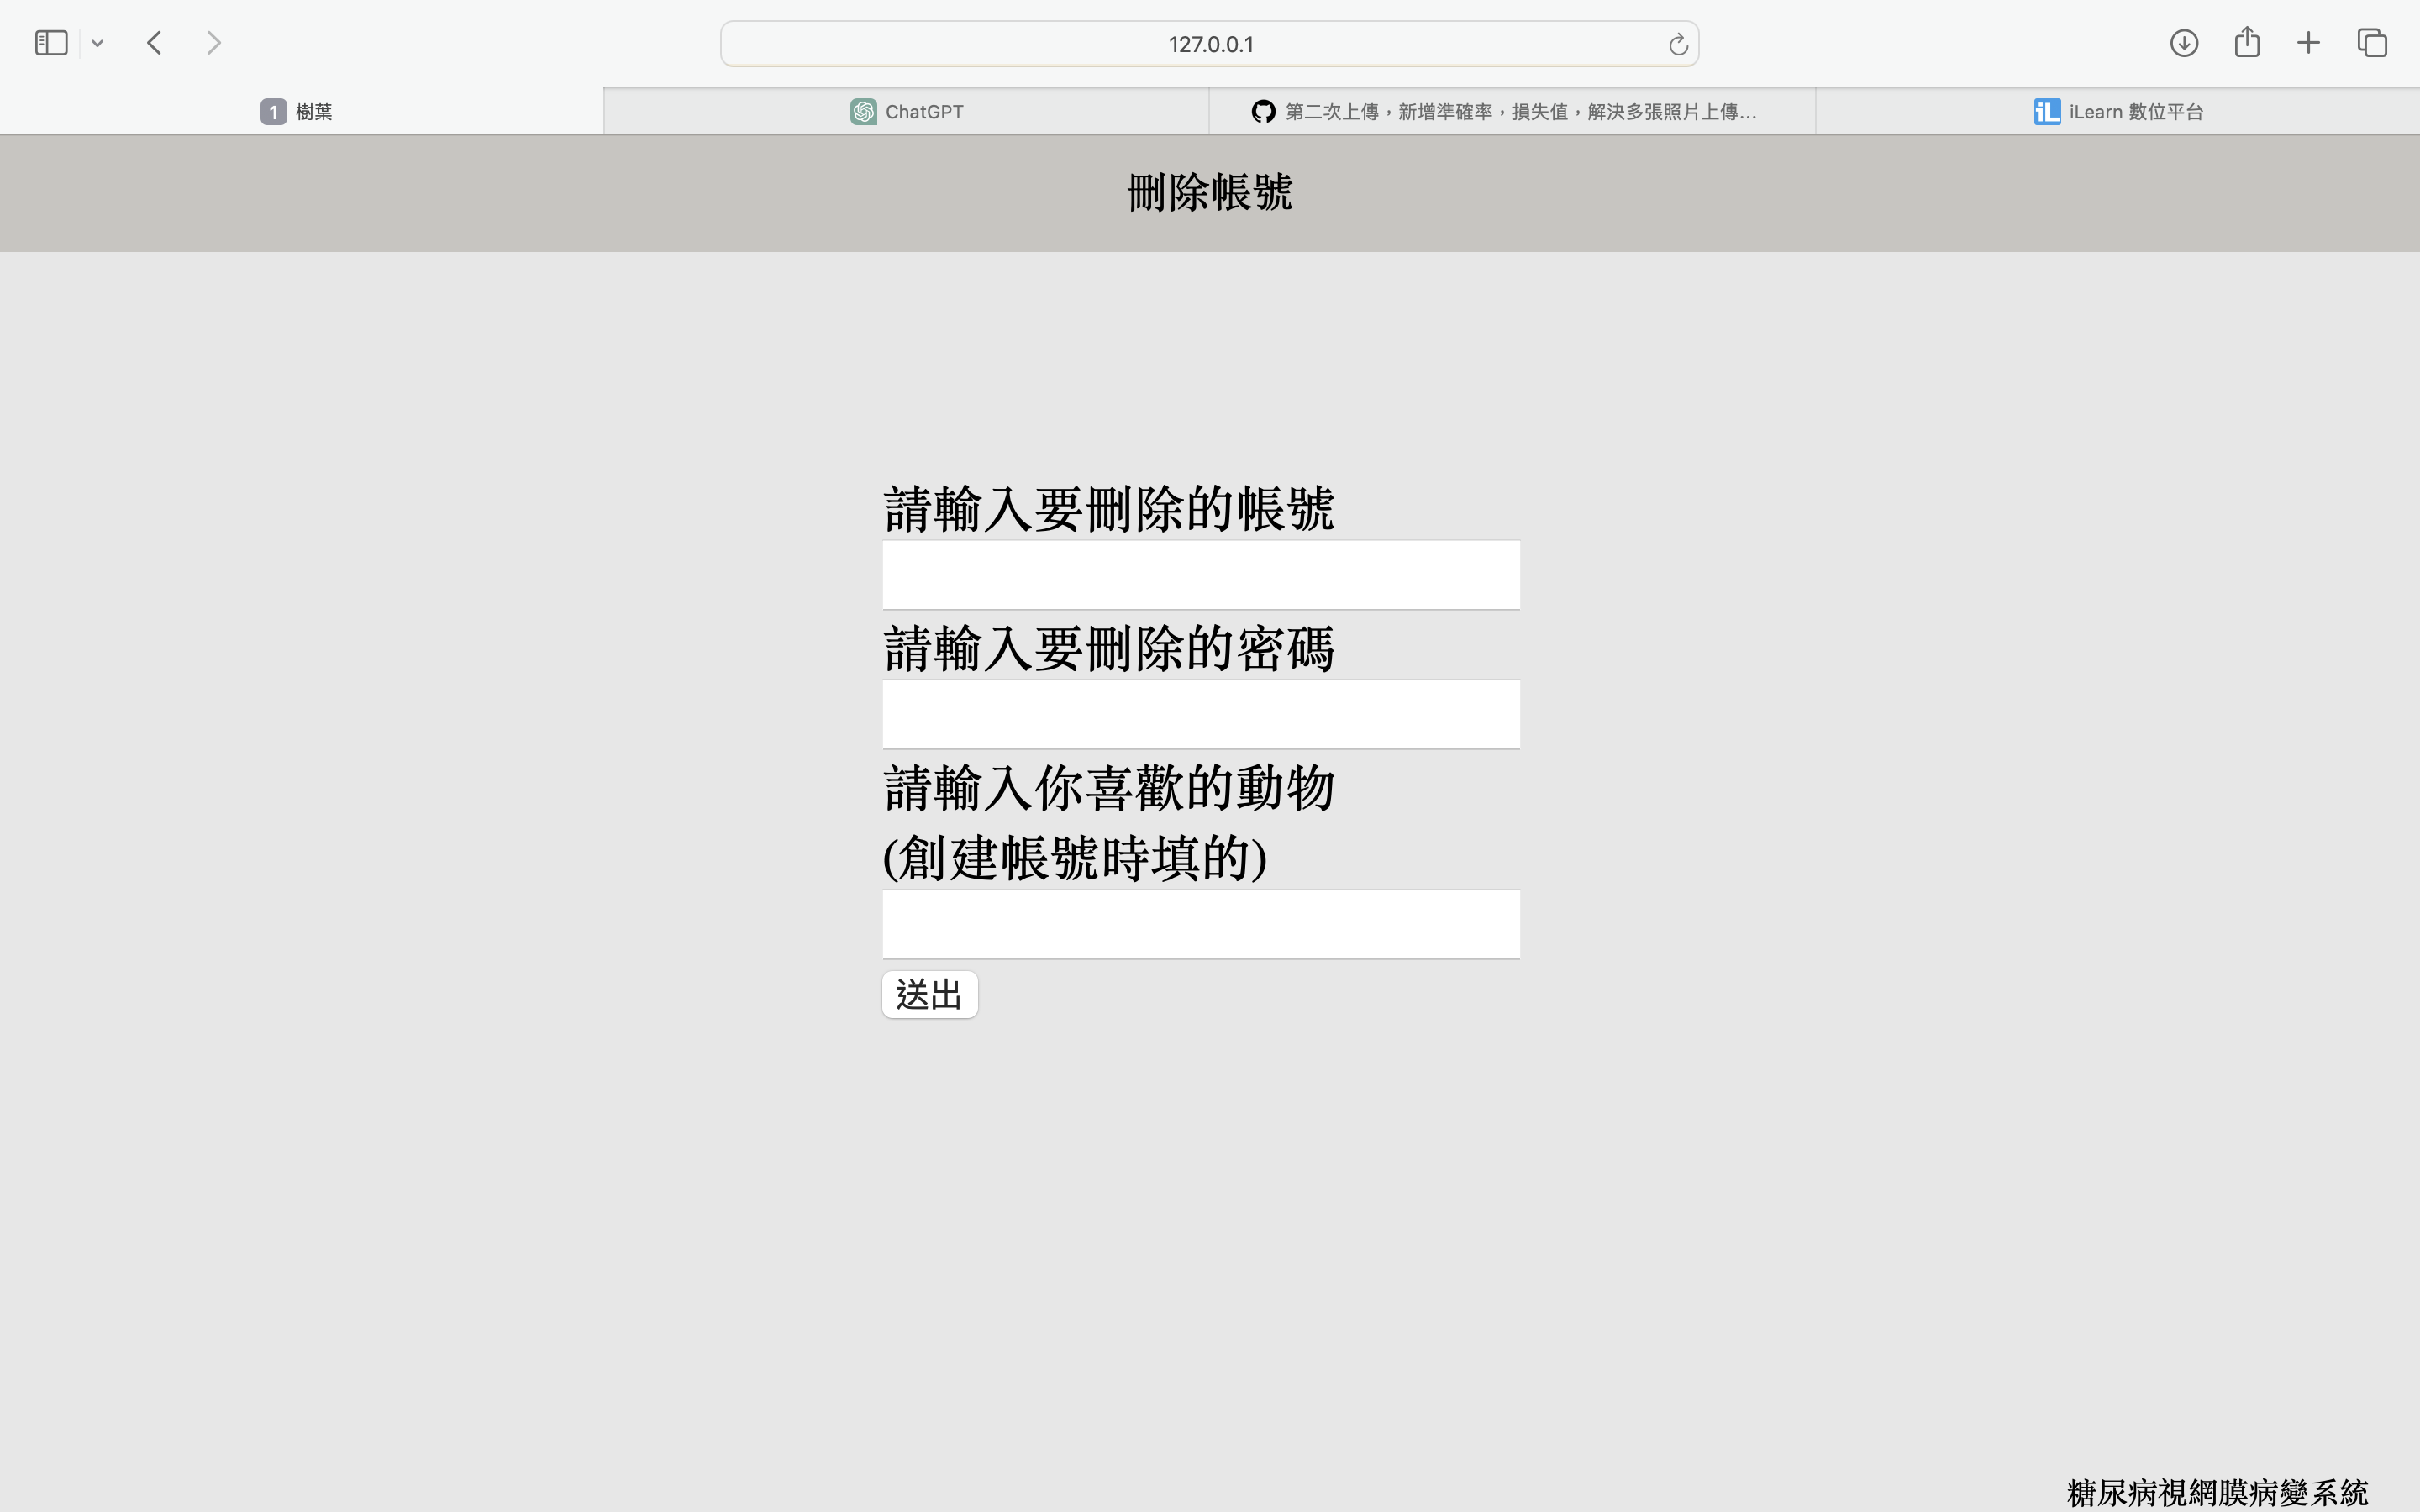 127.0.0.1
1 樹葉
ChatGPT
第二次上傳，新增準確率，損失值，解決多張照片上傳...
iL iLearn 數位平台
刪除帳號
請輸入要刪除的帳號
請輸入要刪除的密碼
請輸入你喜歡的動物
(創建帳號時填的)
送出
糖尿病視網膜病變系統